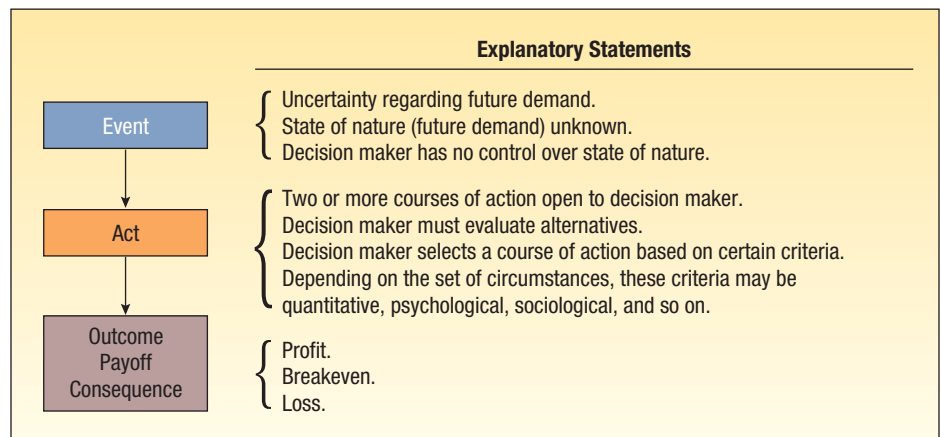 Explanatory Statements
Event
Uncertainty regarding future demand.
State of nature (future demand) unknown.
Decision maker has no control over state of nature.
Act
Two or more courses of action open to decision maker.
Decision maker must evaluate alternatives.
Decision maker selects a course of action based on certain criteria.
Depending on the set of circumstances, these criteria may be
quantitative, psychological, sociological, and so on.
Outcome
Payoff
Consequence
Profit.
Breakeven.
Loss.